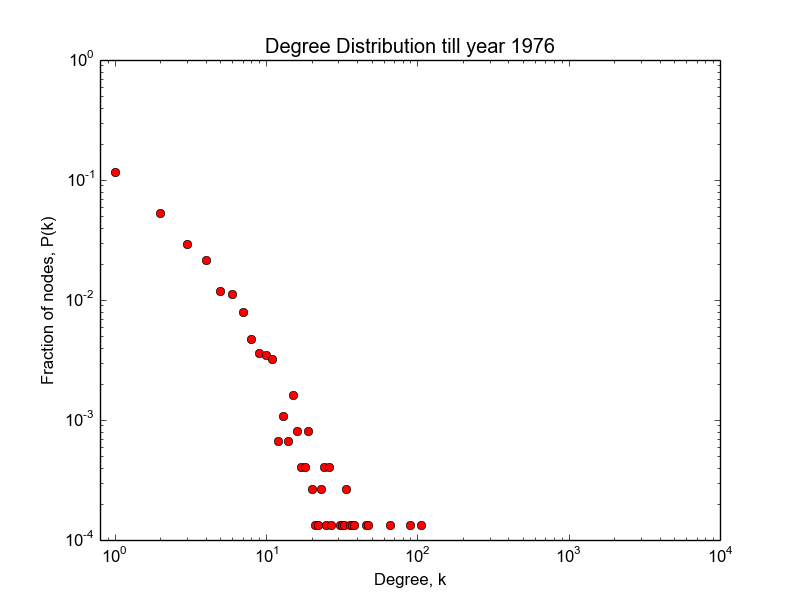 Degree Distribution till year 1976
10^0
10^-1
10^-2
10^-3
10^-4
Fraction of nodes, P(k)
10^0 10^1 10^2 10^3 10^4
Degree, k